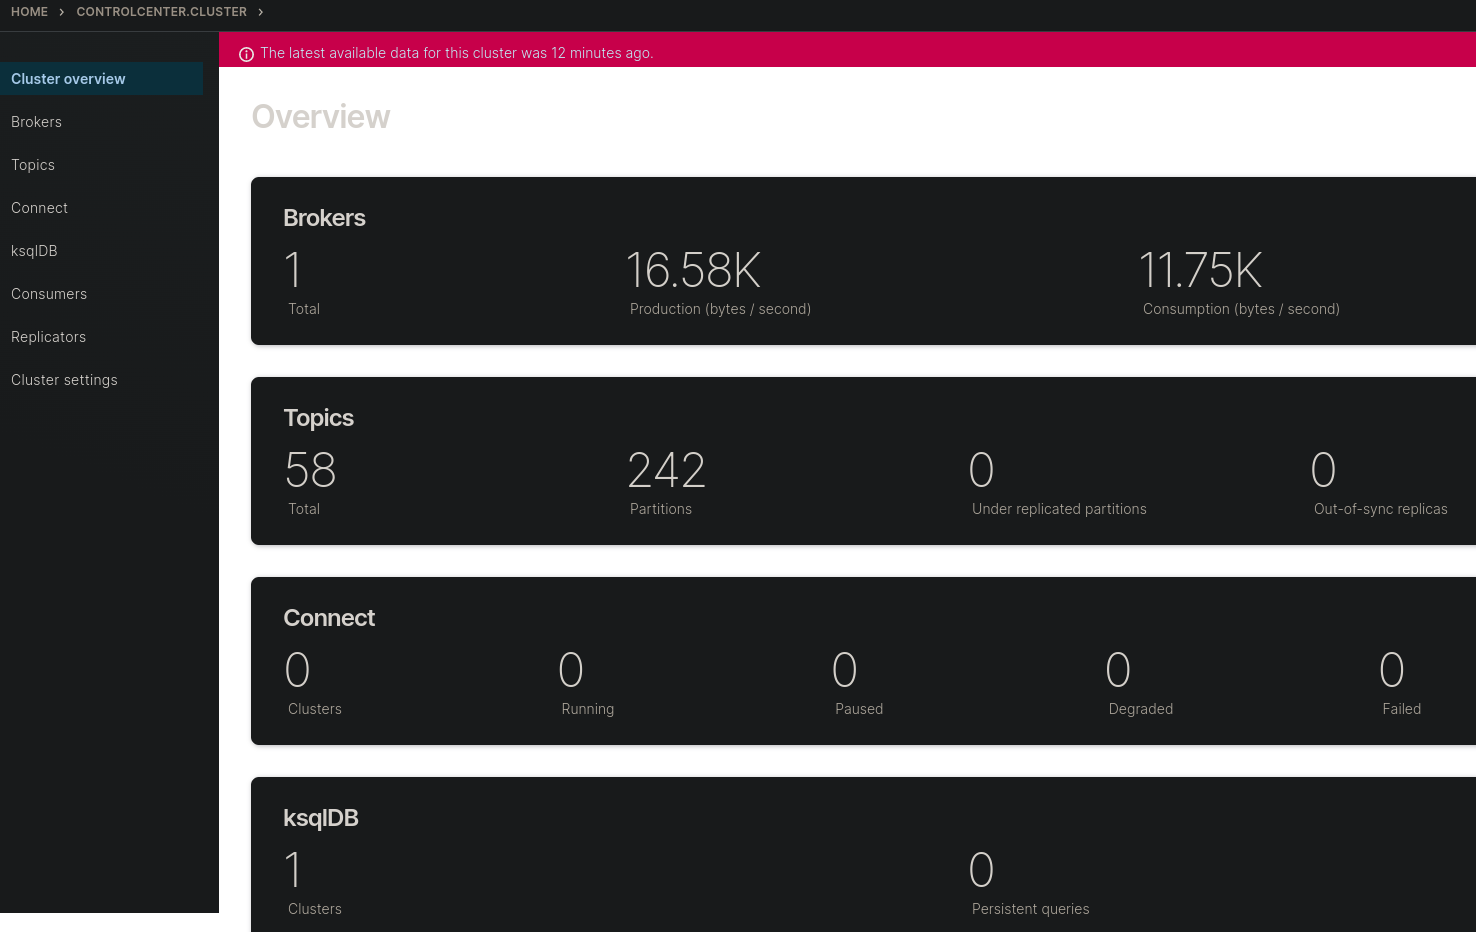 HOME > CONTROLCENTER.CLUSTER >
The latest available data for this cluster was 12 minutes ago.
Cluster overview
Brokers
Topics
Connect
ksqlDB
Consumers
Replicators
Cluster settings
Overview
Brokers
1 16.58K 11.75K
Total Production (bytes / second) Consumption (bytes / second)
Topics
58 242 0 0
Total Partitions Under replicated partitions Out-of-sync replicas
Connect
0 0 0 0 0
Clusters Running Paused Degraded Failed
ksqlDB
1 0
Clusters Persistent queries